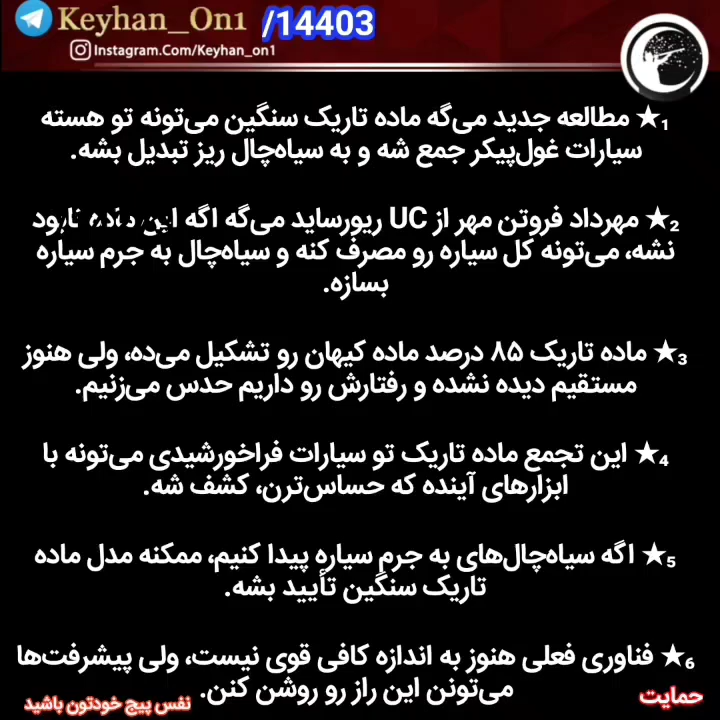 Keyhan_On1 /14403
Instagram.Com/Keyhan_on1
1★ مطالعه جدید می‌گه ماده تاریک سنگین می‌تونه تو هسته
سیارات غول‌پیکر جمع شه و به سیاه‌چال ریز تبدیل بشه.
2★ مهرداد فروتن مهر از UC ریورساید می‌گه اگه این ماده نابود
نشه، می‌تونه کل سیاره رو مصرف کنه و سیاه‌چال به جرم سیاره
بسازه.
3★ ماده تاریک ۸۵ درصد ماده کیهان رو تشکیل می‌ده، ولی هنوز
مستقیم دیده نشده و رفتارش رو داریم حدس می‌زنیم.
4★ این تجمع ماده تاریک تو سیارات فراخورشیدی می‌تونه با
ابزارهای آینده که حساس‌ترن، کشف شه.
5★ اگه سیاه‌چال‌های به جرم سیاره پیدا کنیم، ممکنه مدل ماده
تاریک سنگین تأیید بشه.
6★ فناوری فعلی هنوز به اندازه کافی قوی نیست، ولی پیشرفت‌ها
می‌تونن این راز رو روشن کنن.
حمایت
نفس پیج خودتون باشید